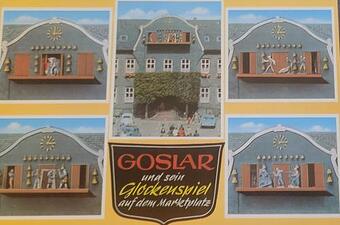 GOSLAR
und sein
Glockenspiel
auf dem Marktplatz